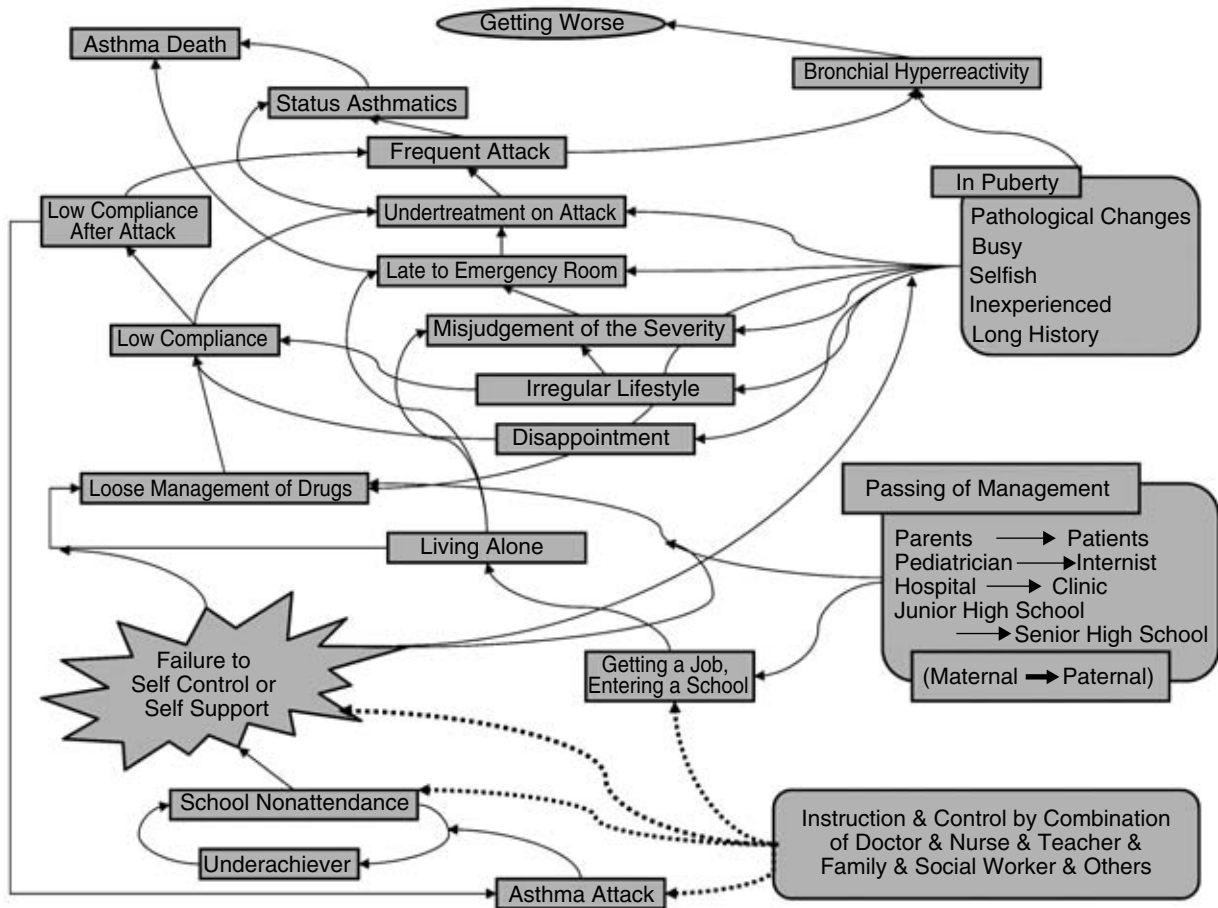 Getting Worse
Asthma Death
Bronchial Hyperreactivity
Status Asthmatics
Frequent Attack
In Puberty
Pathological Changes
Busy
Selfish
Inexperienced
Long History
Low Compliance
After Attack
Undertreatment on Attack
Late to Emergency Room
Misjudgement of the Severity
Low Compliance
Irregular Lifestyle
Disappointment
Loose Management of Drugs
Passing of Management
Parents → Patients
Pediatrician → Internist
Hospital → Clinic
Junior High School
→ Senior High School
(Maternal → Paternal)
Living Alone
Failure to
Self Control or
Self Support
Getting a Job,
Entering a School
School Nonattendance
Underachiever
Asthma Attack
Instruction & Control by Combination
of Doctor & Nurse & Teacher &
Family & Social Worker & Others